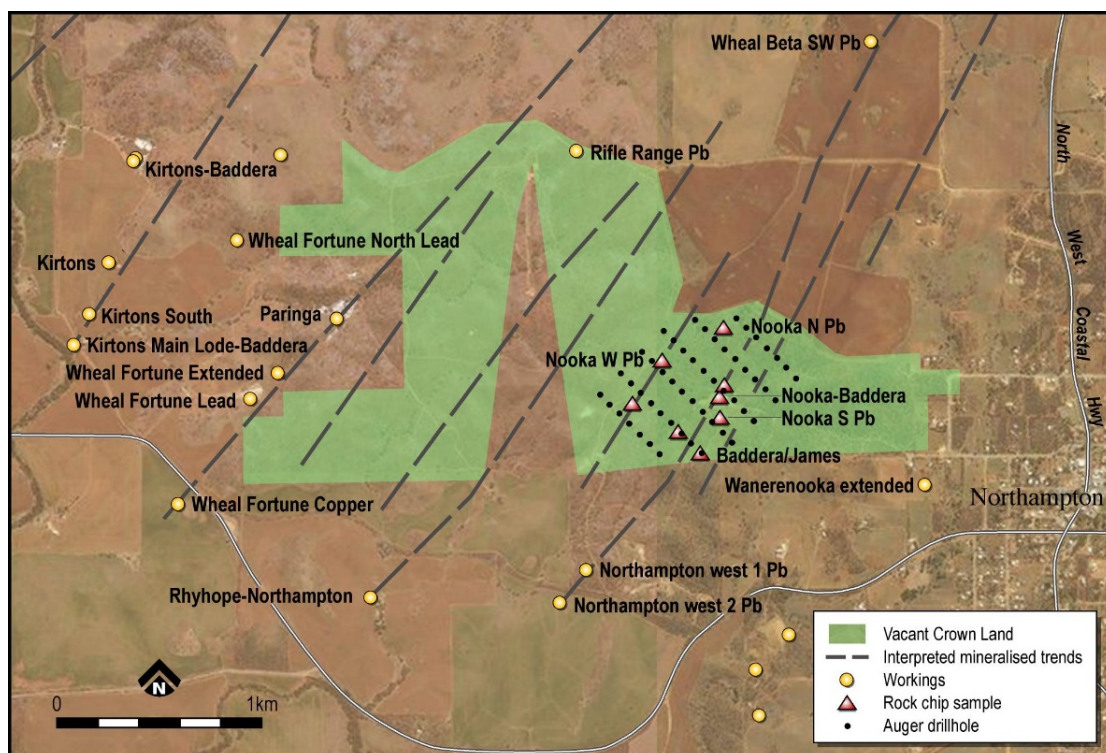 Wheal Beta SW Pb
North
West
Coastal
Hwy
Kirtons-Baddera
Rifle Range Pb
Wheal Fortune North Lead
Kirtons
Kirtons South
Paringa
Nooka N Pb
Kirtons Main Lode-Baddera
Nooka W Pb
Wheal Fortune Extended
Wheal Fortune Lead
Nooka-Baddera
Nooka S Pb
Baddera/James
Wanerenooka extended
Northampton
Wheal Fortune Copper
Northampton west 1 Pb
Rhyhope-Northampton
Northampton west 2 Pb
N
0 1km
Vacant Crown Land
Interpreted mineralised trends
Workings
Rock chip sample
Auger drillhole